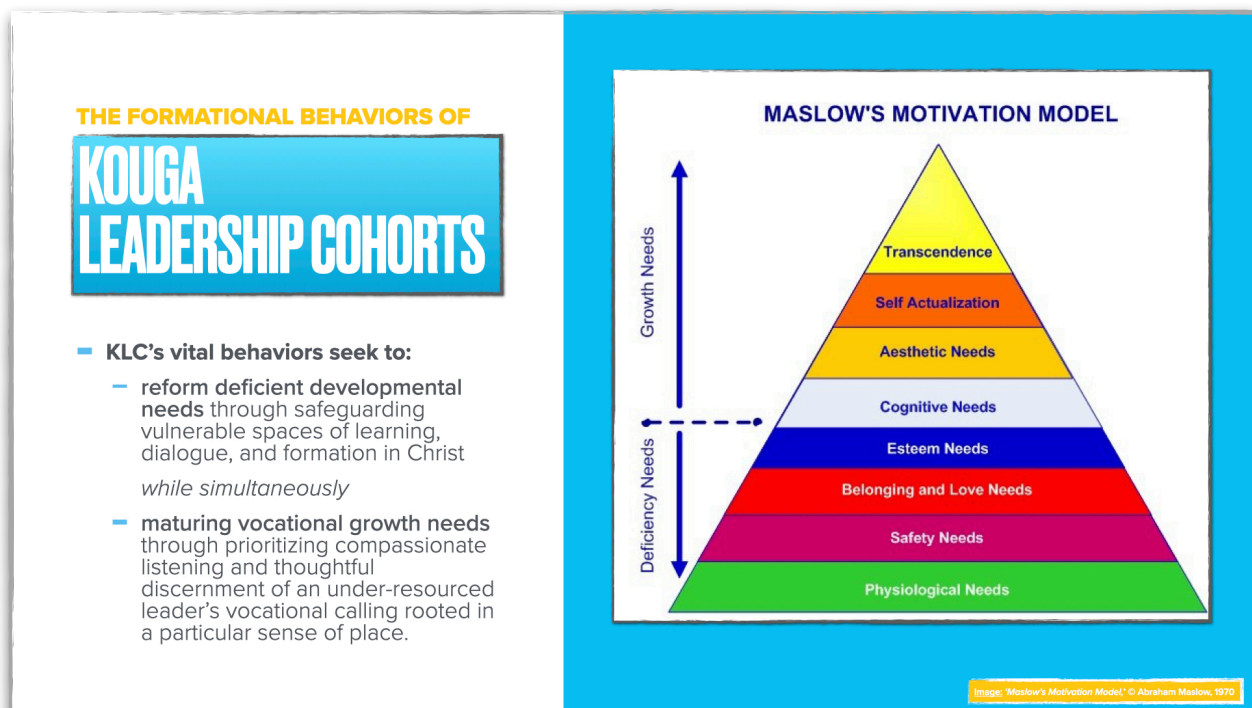 THE FORMATIONAL BEHAVIORS OF
KOUGA
LEADERSHIP COHORTS
KLC's vital behaviors seek to:
reform deficient developmental
needs through safeguarding
vulnerable spaces of learning,
dialogue, and formation in Christ
while simultaneously
maturing vocational growth needs
through prioritizing compassionate
listening and thoughtful
discernment of an under-resourced
leader's vocational calling rooted in
a particular sense of place.
MASLOW'S MOTIVATION MODEL
Growth Needs
Deficiency Needs
Transcendence
Self Actualization
Aesthetic Needs
Cognitive Needs
Esteem Needs
Belonging and Love Needs
Safety Needs
Physiological Needs
Image: 'Maslow's Motivation Model,' © Abraham Maslow, 1970